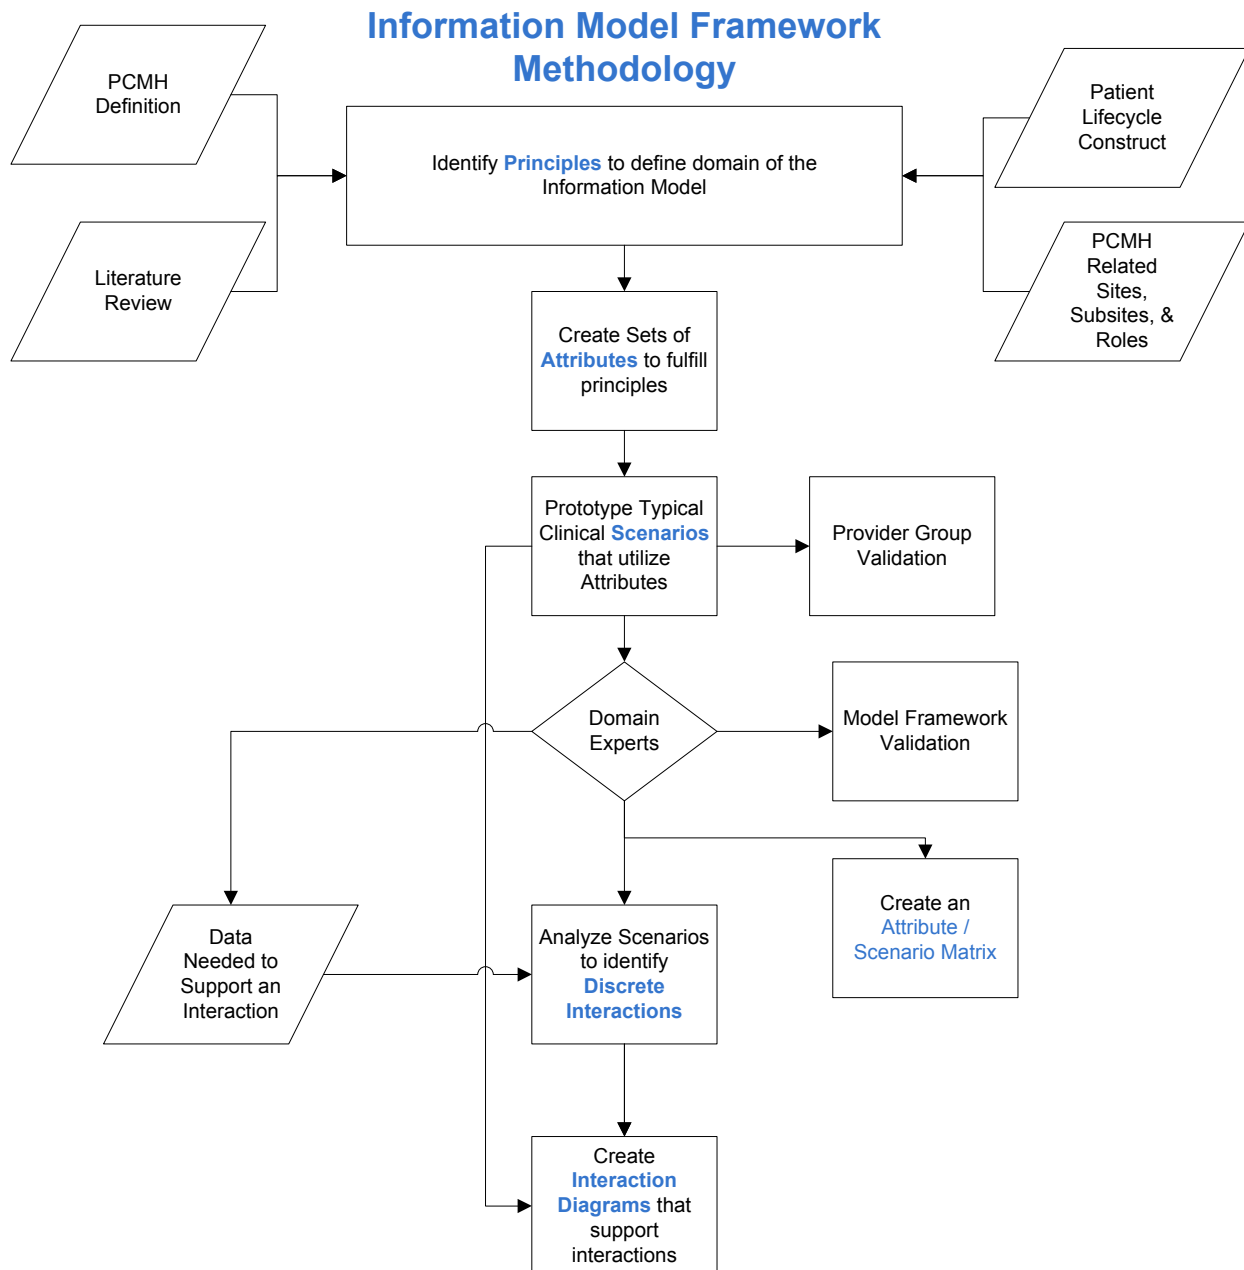 Information Model Framework
Methodology
PCMH
Definition
Patient
Lifecycle
Construct
Identify Principles to define domain of the
Information Model
Literature
Review
PCMH
Related
Sites,
Subsites, &
Roles
Create Sets of
Attributes to fulfill
principles
Prototype Typical
Clinical Scenarios
that utilize
Attributes
Provider Group
Validation
Domain
Experts
Model Framework
Validation
Create an
Attribute /
Scenario Matrix
Data
Needed to
Support an
Interaction
Analyze Scenarios
to identify
Discrete
Interactions
Create
Interaction
Diagrams that
support
interactions